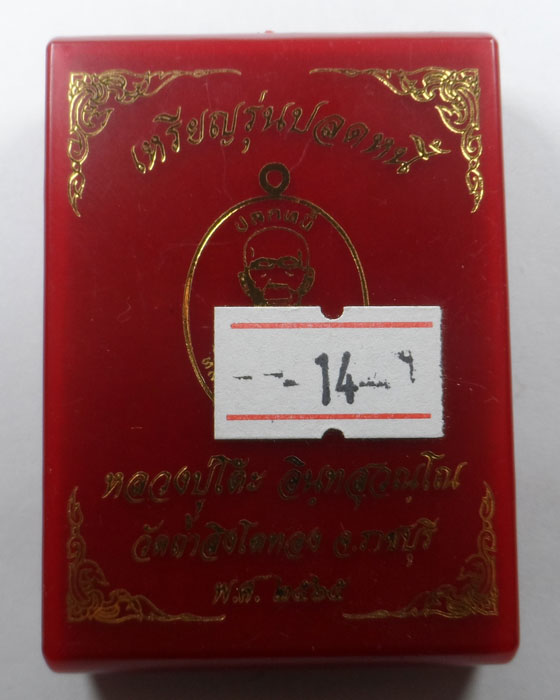 เหรียญรุ่นปลดหนี้
ปลดหนี้
14
หลวงปู่โต๊ะ อินฺทสุวณฺโณ
วัดถ้ำสิงโตทอง จ.ราชบุรี
พ.ศ. ๒๕๖๕